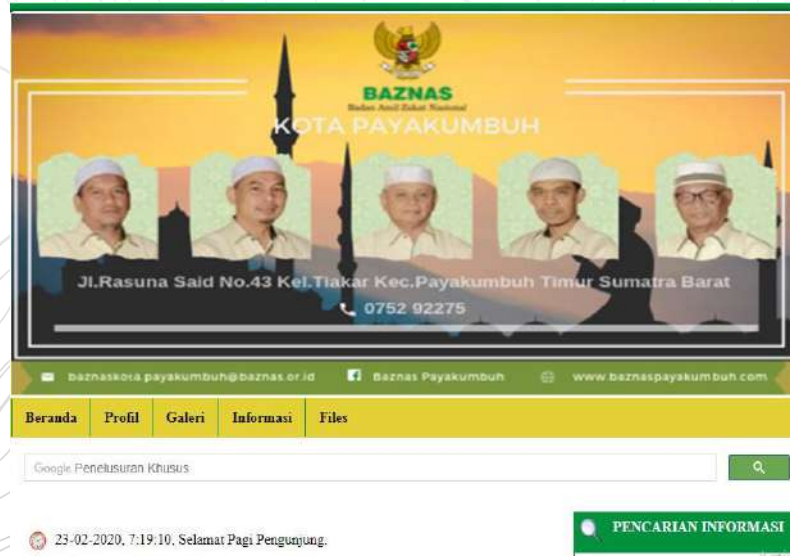 BAZNAS
Badan Amil Zakat Nasional
KOTA PAYAKUMBUH
Jl.Rasuna Said No.43 Kel.Tiakar Kec.Payakumbuh Timur Sumatra Barat
0752 92275
baznaskota.payakumbuh@baznas.or.id Baznas Payakumbuh www.baznaspayakumbuh.com
Beranda Profil Galeri Informasi Files
Google Penelusuran Khusus
PENCARIAN INFORMASI
23-02-2020, 7:19:10, Selamat Pagi Pengunjung.